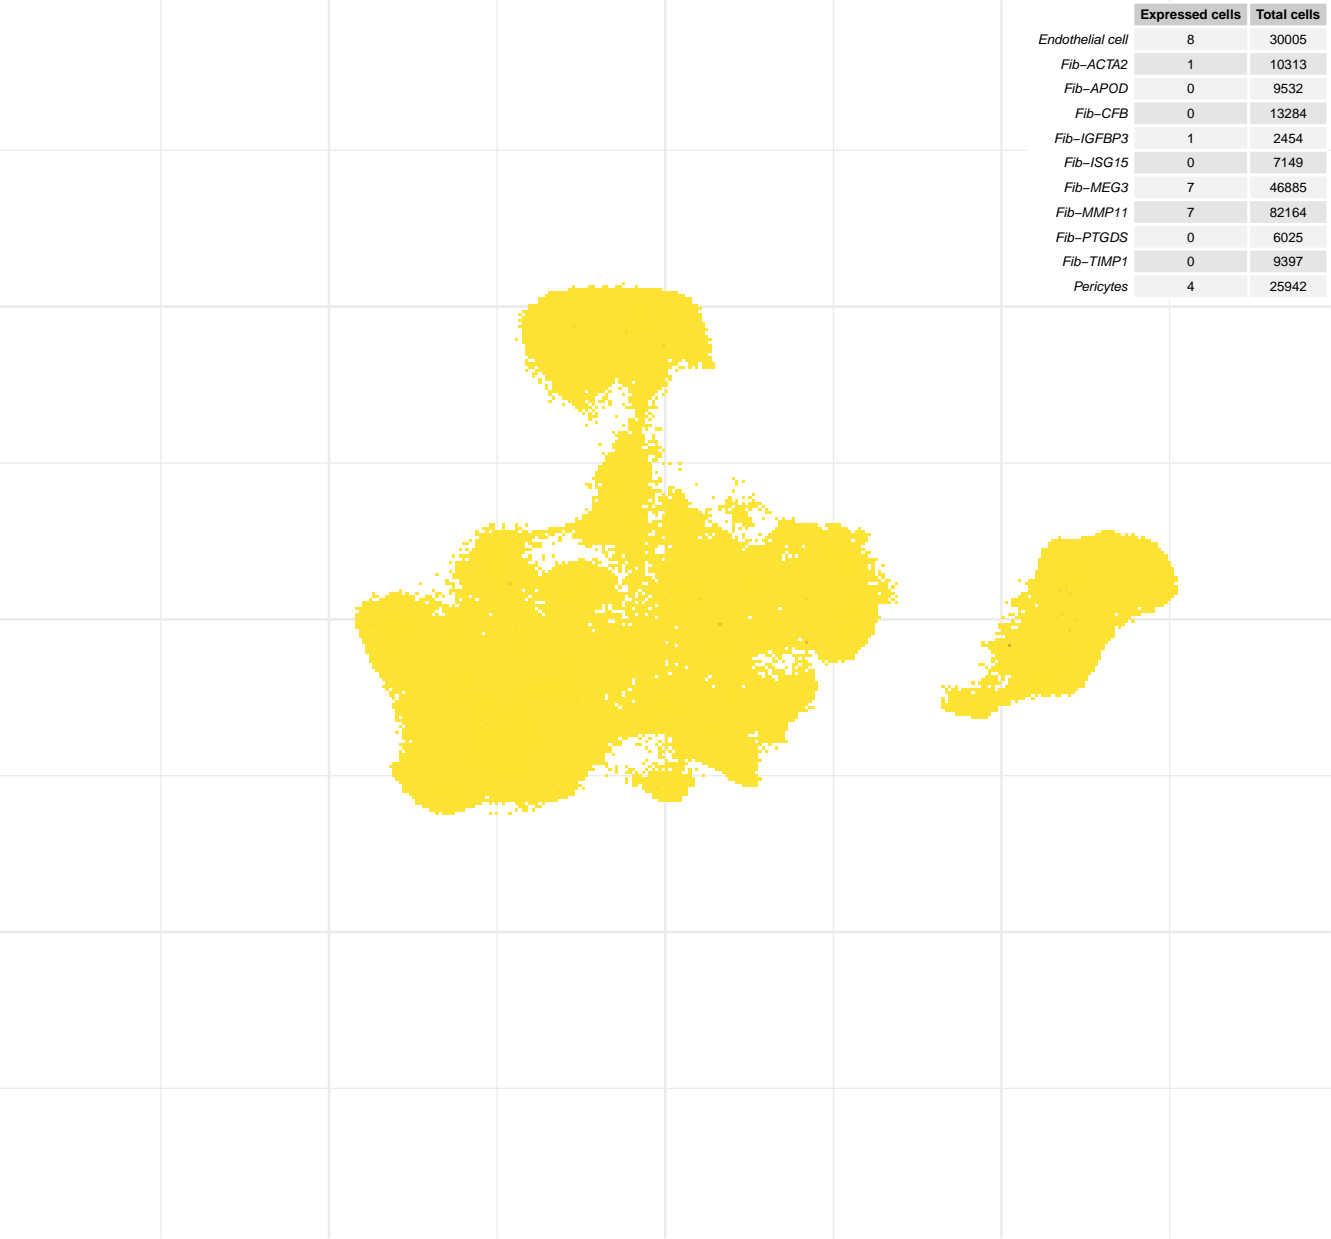 Expressed cells Total cells
Endothelial cell 8 30005
Fib−ACTA2 1 10313
Fib−APOD 0 9532
Fib−CFB 0 13284
Fib−IGFBP3 1 2454
Fib−ISG15 0 7149
Fib−MEG3 7 46885
Fib−MMP11 7 82164
Fib−PTGDS 0 6025
Fib−TIMP1 0 9397
Pericytes 4 25942